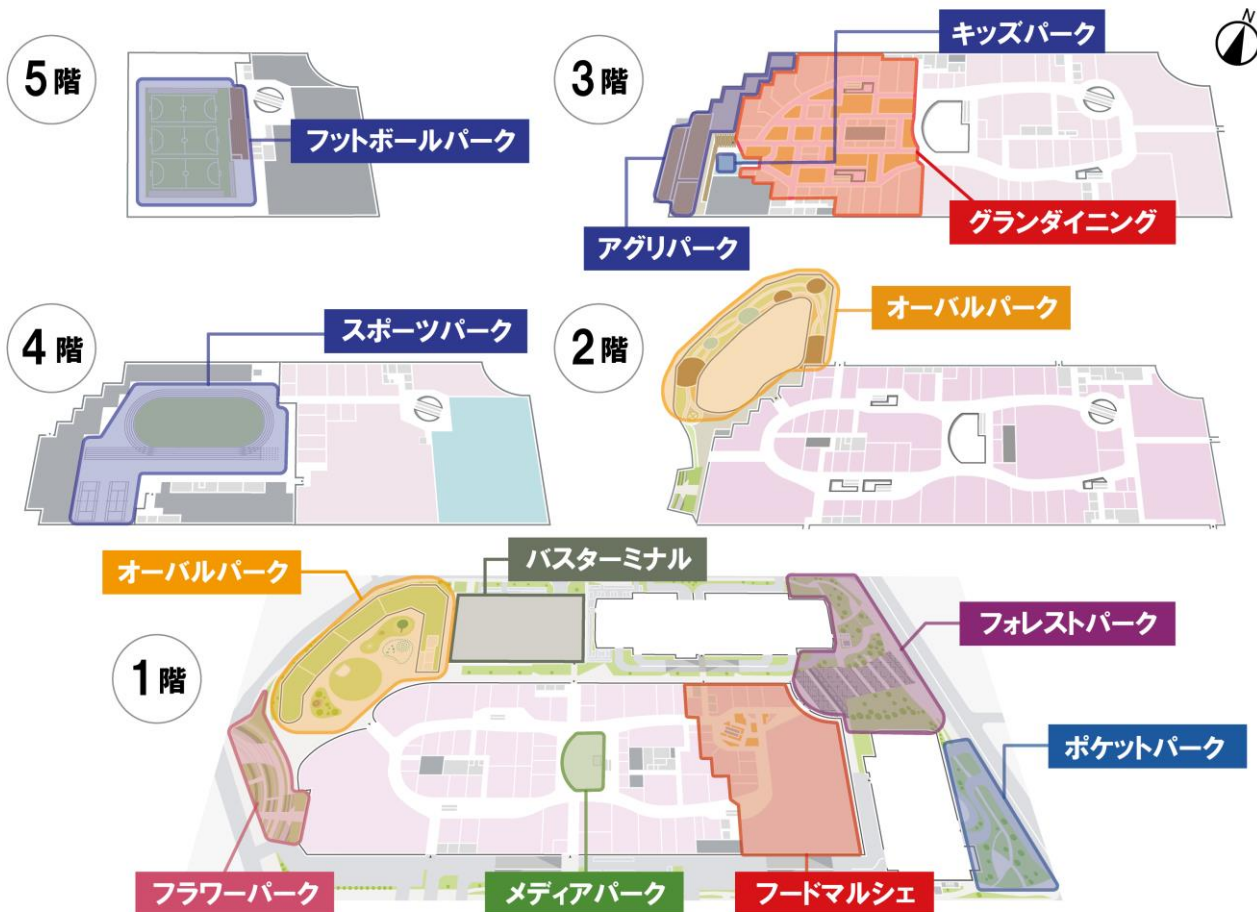 5階
フットボールパーク
3階
キッズパーク
N
アグリパーク
グランダイニング
4階
スポーツパーク
2階
オーバルパーク
1階
オーバルパーク
バスターミナル
フォレストパーク
ポケットパーク
フラワーパーク
メディアパーク
フードマルシェ